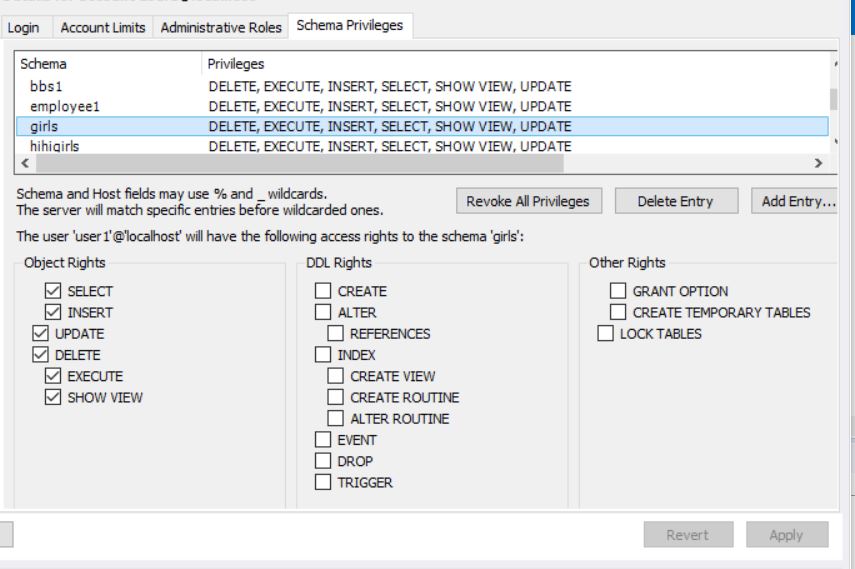 Login Account Limits Administrative Roles Schema Privileges
Schema Privileges
bbs1 DELETE, EXECUTE, INSERT, SELECT, SHOW VIEW, UPDATE
employee1 DELETE, EXECUTE, INSERT, SELECT, SHOW VIEW, UPDATE
girls DELETE, EXECUTE, INSERT, SELECT, SHOW VIEW, UPDATE
hihigirls DELETE, EXECUTE, INSERT, SELECT, SHOW VIEW, UPDATE
Schema and Host fields may use % and _ wildcards.
The server will match specific entries before wildcarded ones.
Revoke All Privileges Delete Entry Add Entry...
The user 'user1'@'localhost' will have the following access rights to the schema 'girls':
Object Rights DDL Rights Other Rights
SELECT CREATE GRANT OPTION
INSERT ALTER CREATE TEMPORARY TABLES
UPDATE REFERENCES LOCK TABLES
DELETE INDEX
EXECUTE CREATE VIEW
SHOW VIEW CREATE ROUTINE
ALTER ROUTINE
EVENT
DROP
TRIGGER
Revert Apply